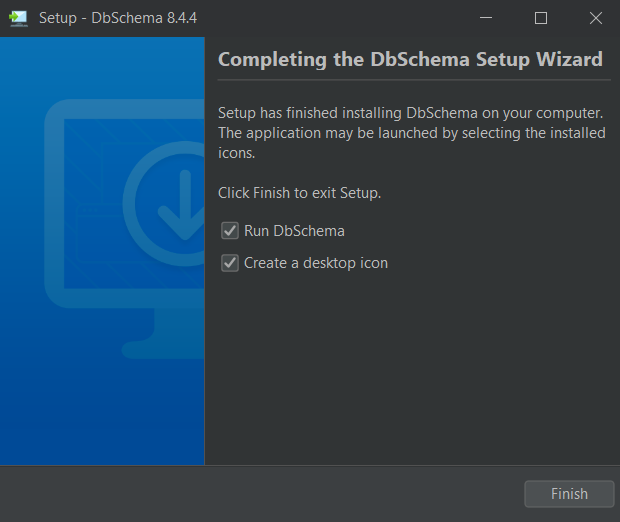 Setup - DbSchema 8.4.4
Completing the DbSchema Setup Wizard
Setup has finished installing DbSchema on your computer.
The application may be launched by selecting the installed
icons.
Click Finish to exit Setup.
Run DbSchema
Create a desktop icon
Finish